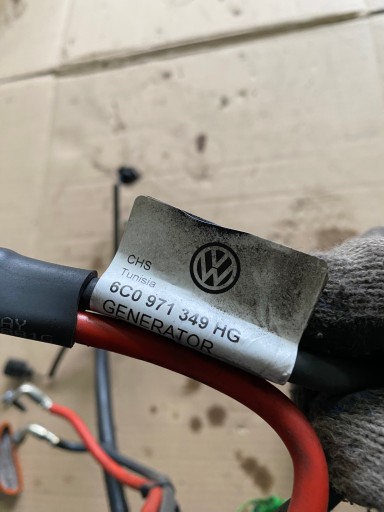 CHS
Tunisia
6C0 971 349 HG
GENERATOR